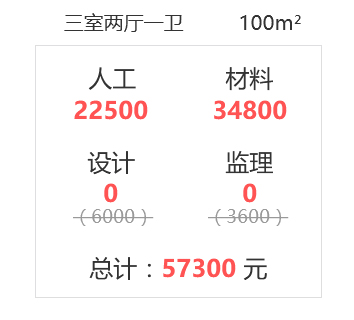 三室两厅一卫 100m²
人工 材料
22500 34800
设计 监理
0 0
（6000） （3600）
总计：57300 元